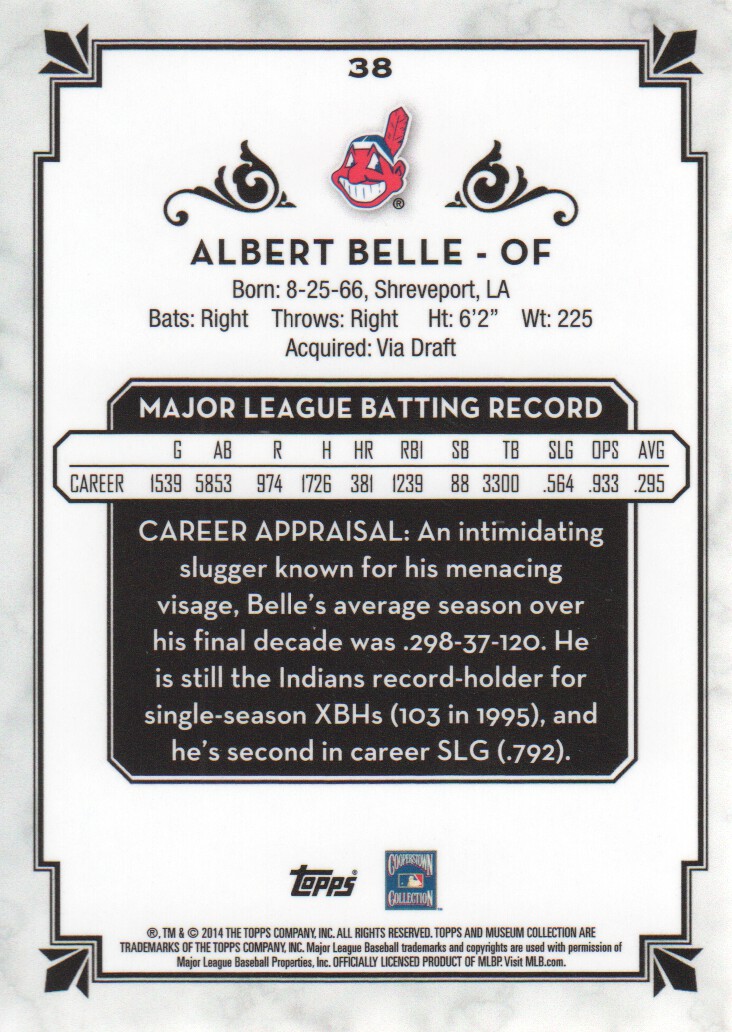 38
®
ALBERT BELLE - OF
Born: 8-25-66, Shreveport, LA
Bats: Right Throws: Right Ht: 6'2" Wt: 225
Acquired: Via Draft
MAJOR LEAGUE BATTING RECORD
G AB R H HR RBI SB TB SLG OPS AVG
CAREER 1539 5853 974 1726 381 1239 88 3300 .564 .933 .295
CAREER APPRAISAL: An intimidating
slugger known for his menacing
visage, Belle's average season over
his final decade was .298-37-120. He
is still the Indians record-holder for
single-season XBHs (103 in 1995), and
he's second in career SLG (.792).
Topps®
COOPERSTOWN
COLLECTION
®, TM & © 2014 THE TOPPS COMPANY, INC. ALL RIGHTS RESERVED. TOPPS AND MUSEUM COLLECTION ARE
TRADEMARKS OF THE TOPPS COMPANY, INC. Major League Baseball trademarks and copyrights are used with permission of
Major League Baseball Properties, Inc. OFFICIALLY LICENSED PRODUCT OF MLBP. Visit MLB.com.